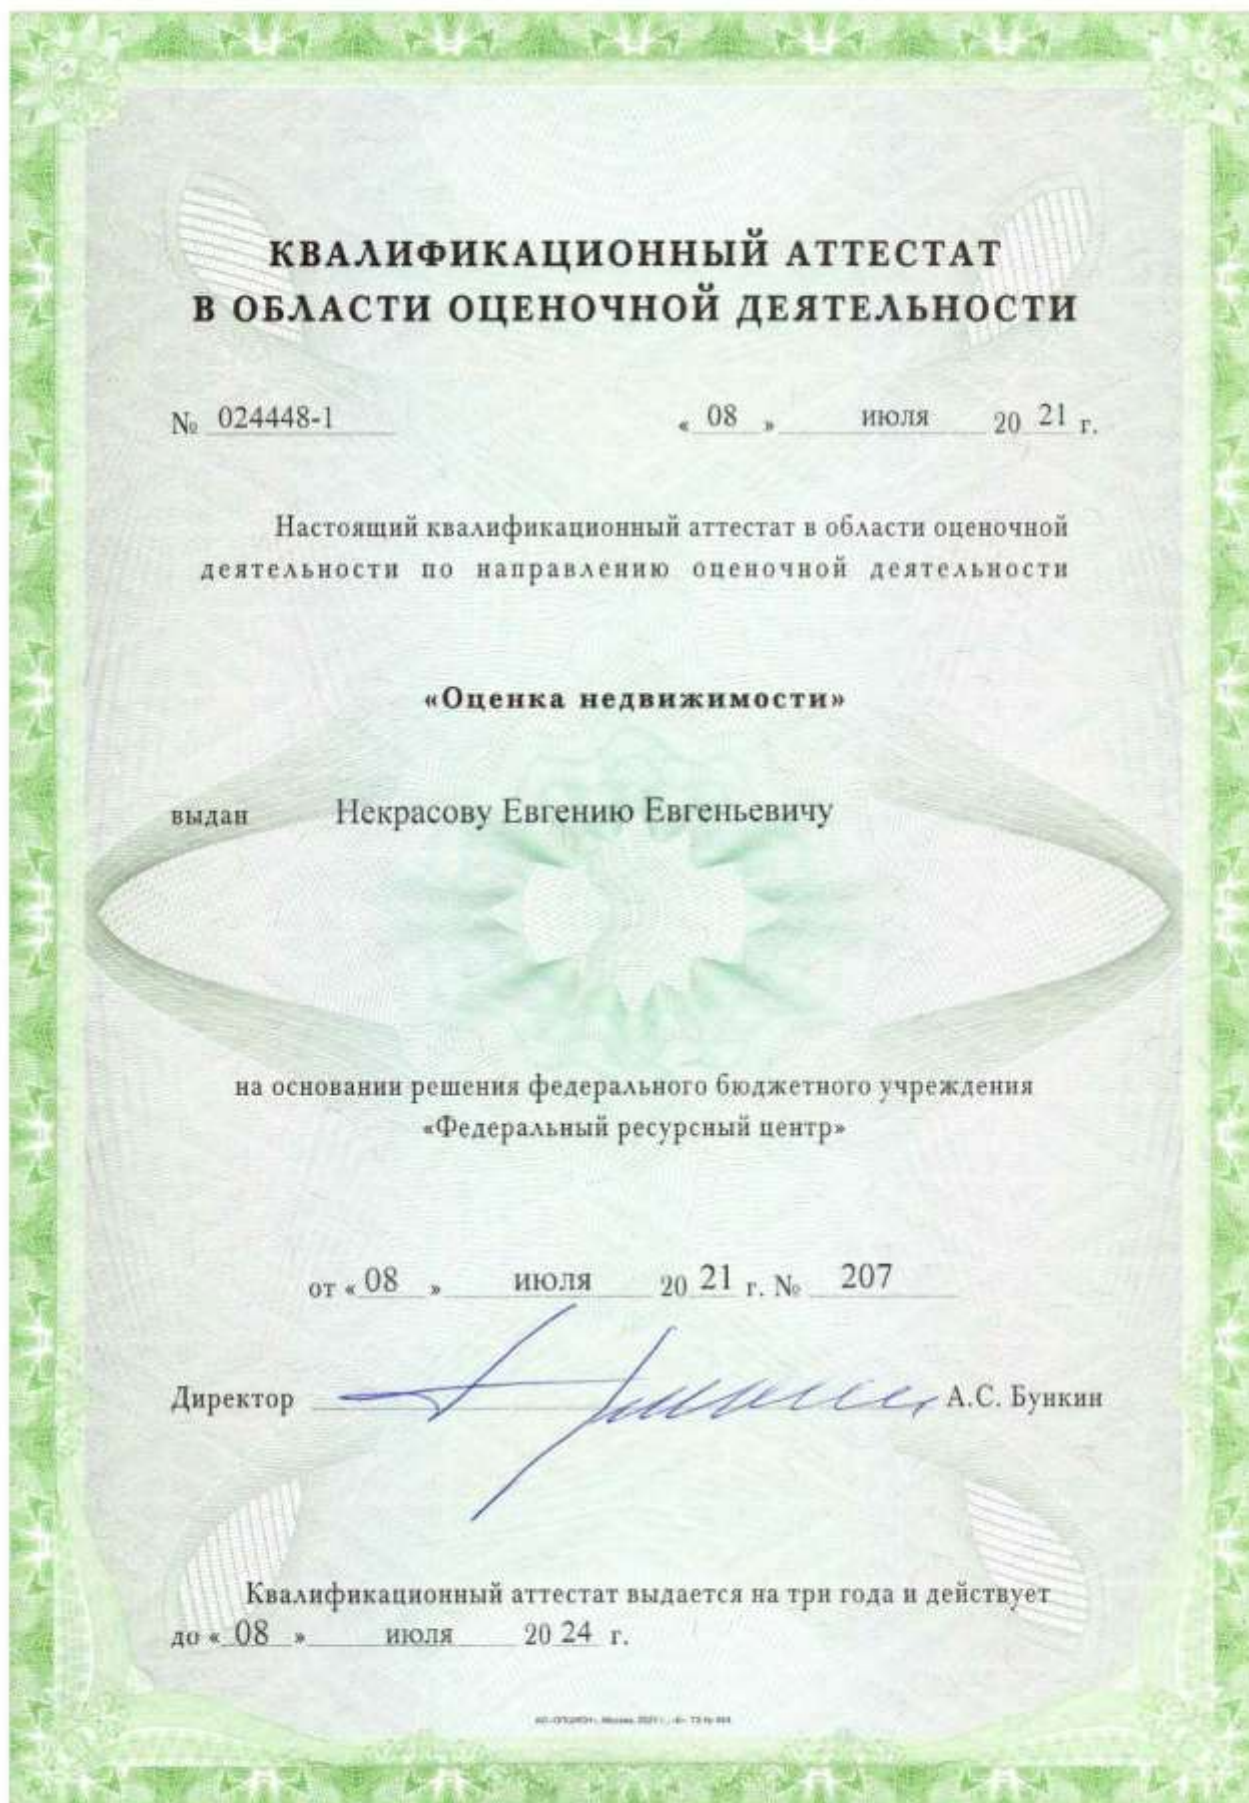 КВАЛИФИКАЦИОННЫЙ АТТЕСТАТ
В ОБЛАСТИ ОЦЕНОЧНОЙ ДЕЯТЕЛЬНОСТИ
№ 024448-1 « 08 » июля 20 21 г.
Настоящий квалификационный аттестат в области оценочной
деятельности по направлению оценочной деятельности
«Оценка недвижимости»
выдан Некрасову Евгению Евгеньевичу
на основании решения федерального бюджетного учреждения
«Федеральный ресурсный центр»
от « 08 » июля 20 21 г. № 207
Директор А.С. Бункин
Квалификационный аттестат выдается на три года и действует
до « 08 » июля 20 24 г.